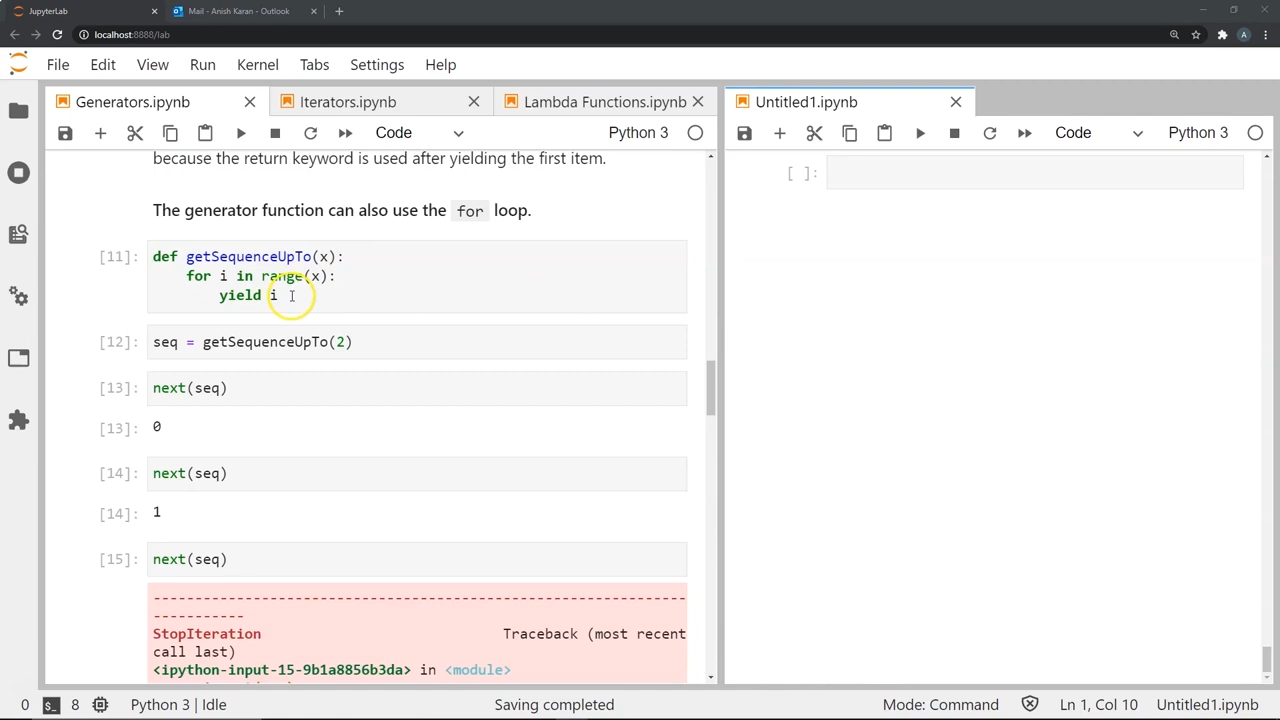 JupyterLab
Mail - Anish Karan - Outlook
localhost:8888/lab
A
File Edit View Run Kernel Tabs Settings Help
Generators.ipynb
Iterators.ipynb
Lambda Functions.ipynb
Untitled1.ipynb
Code
Python 3
Code
Python 3
because the return keyword is used after yielding the first item.
The generator function can also use the for loop.
[11]: def getSequenceUpTo(x):
for i in range(x):
yield i
[12]: seq = getSequenceUpTo(2)
[13]: next(seq)
[13]: 0
[14]: next(seq)
[14]: 1
[15]: next(seq)
---------------------------------------------------------------------------
StopIteration Traceback (most recent
call last)
<ipython-input-15-9b1a8856b3da> in <module>
[ ]:
0 $_ 8 Python 3 | Idle Saving completed Mode: Command Ln 1, Col 10 Untitled1.ipynb